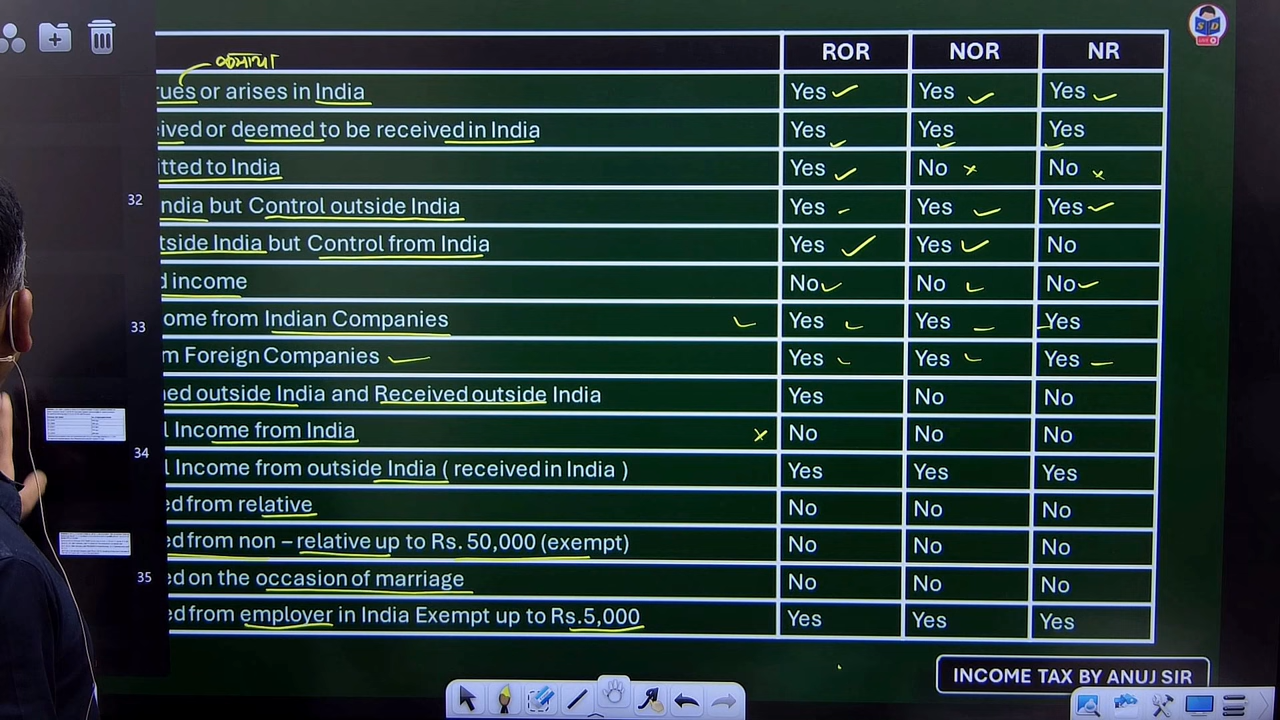 ROR NOR NR
कमाया
rues or arises in India Yes Yes Yes
eived or deemed to be received in India Yes Yes Yes
itted to India Yes No No
32
ndia but Control outside India Yes Yes Yes
tside India but Control from India Yes Yes No
d income No No No
33
ome from Indian Companies Yes Yes Yes
m Foreign Companies Yes Yes Yes
ned outside India and Received outside India Yes No No
l Income from India No No No
34
l Income from outside India ( received in India ) Yes Yes Yes
ed from relative No No No
ed from non – relative up to Rs. 50,000 (exempt) No No No
35
ed on the occasion of marriage No No No
ed from employer in India Exempt up to Rs.5,000 Yes Yes Yes
INCOME TAX BY ANUJ SIR